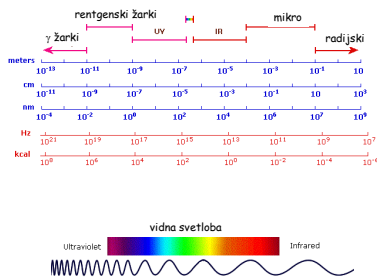 rentgenski žarki
mikro
UV IR
γ žarki radijski
meters
10-13 10-11 10-9 10-7 10-5 10-3 10-1 10
cm
10-11 10-9 10-7 10-5 10-3 10-1 10 103
nm
10-4 10-2 100 102 104 105 107 109
Hz
1021 1019 1017 1015 1013 1011 109 107
kcal
108 106 104 102 100 10-2 10-4 10-6
vidna svetloba
Ultraviolet Infrared